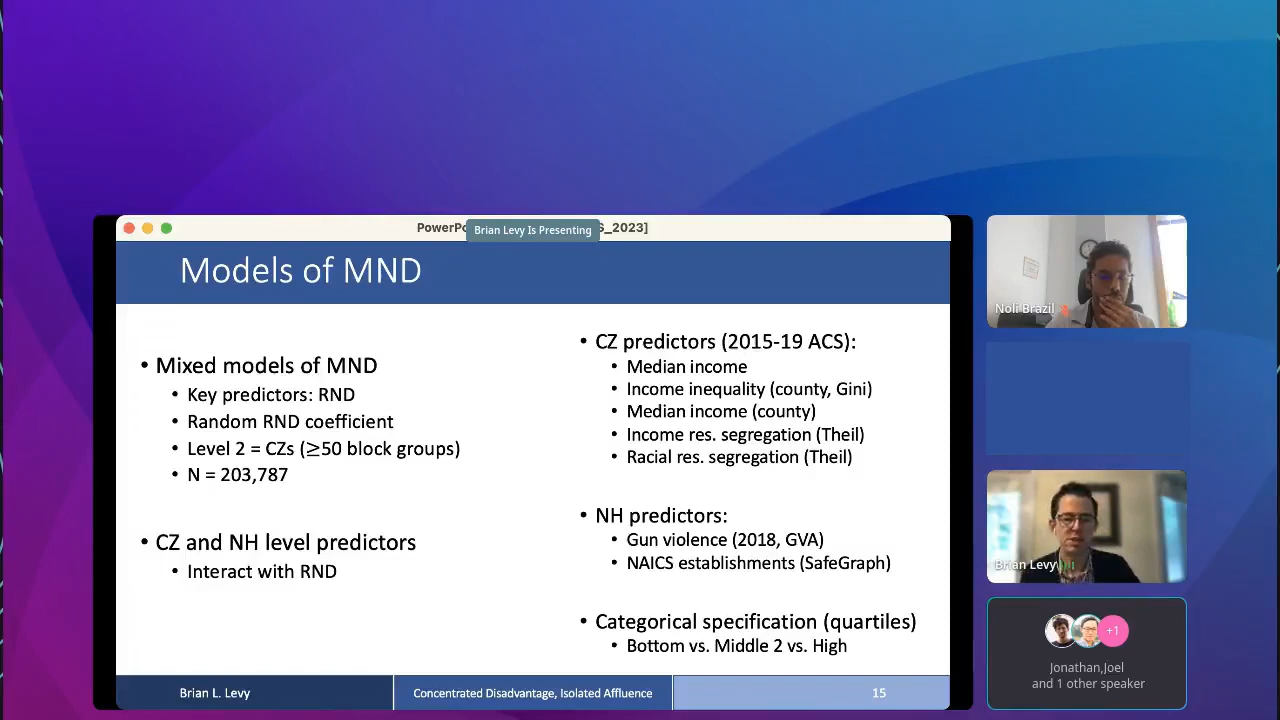 PowerPo
S_2023]
Brian Levy Is Presenting
Models of MND
• Mixed models of MND
• Key predictors: RND
• Random RND coefficient
• Level 2 = CZs (≥50 block groups)
• N = 203,787
• CZ and NH level predictors
• Interact with RND
• CZ predictors (2015-19 ACS):
• Median income
• Income inequality (county, Gini)
• Median income (county)
• Income res. segregation (Theil)
• Racial res. segregation (Theil)
• NH predictors:
• Gun violence (2018, GVA)
• NAICS establishments (SafeGraph)
• Categorical specification (quartiles)
• Bottom vs. Middle 2 vs. High
Brian L. Levy
Concentrated Disadvantage, Isolated Affluence
15
Noli Brazil
Brian Levy
+1
Jonathan,Joel
and 1 other speaker